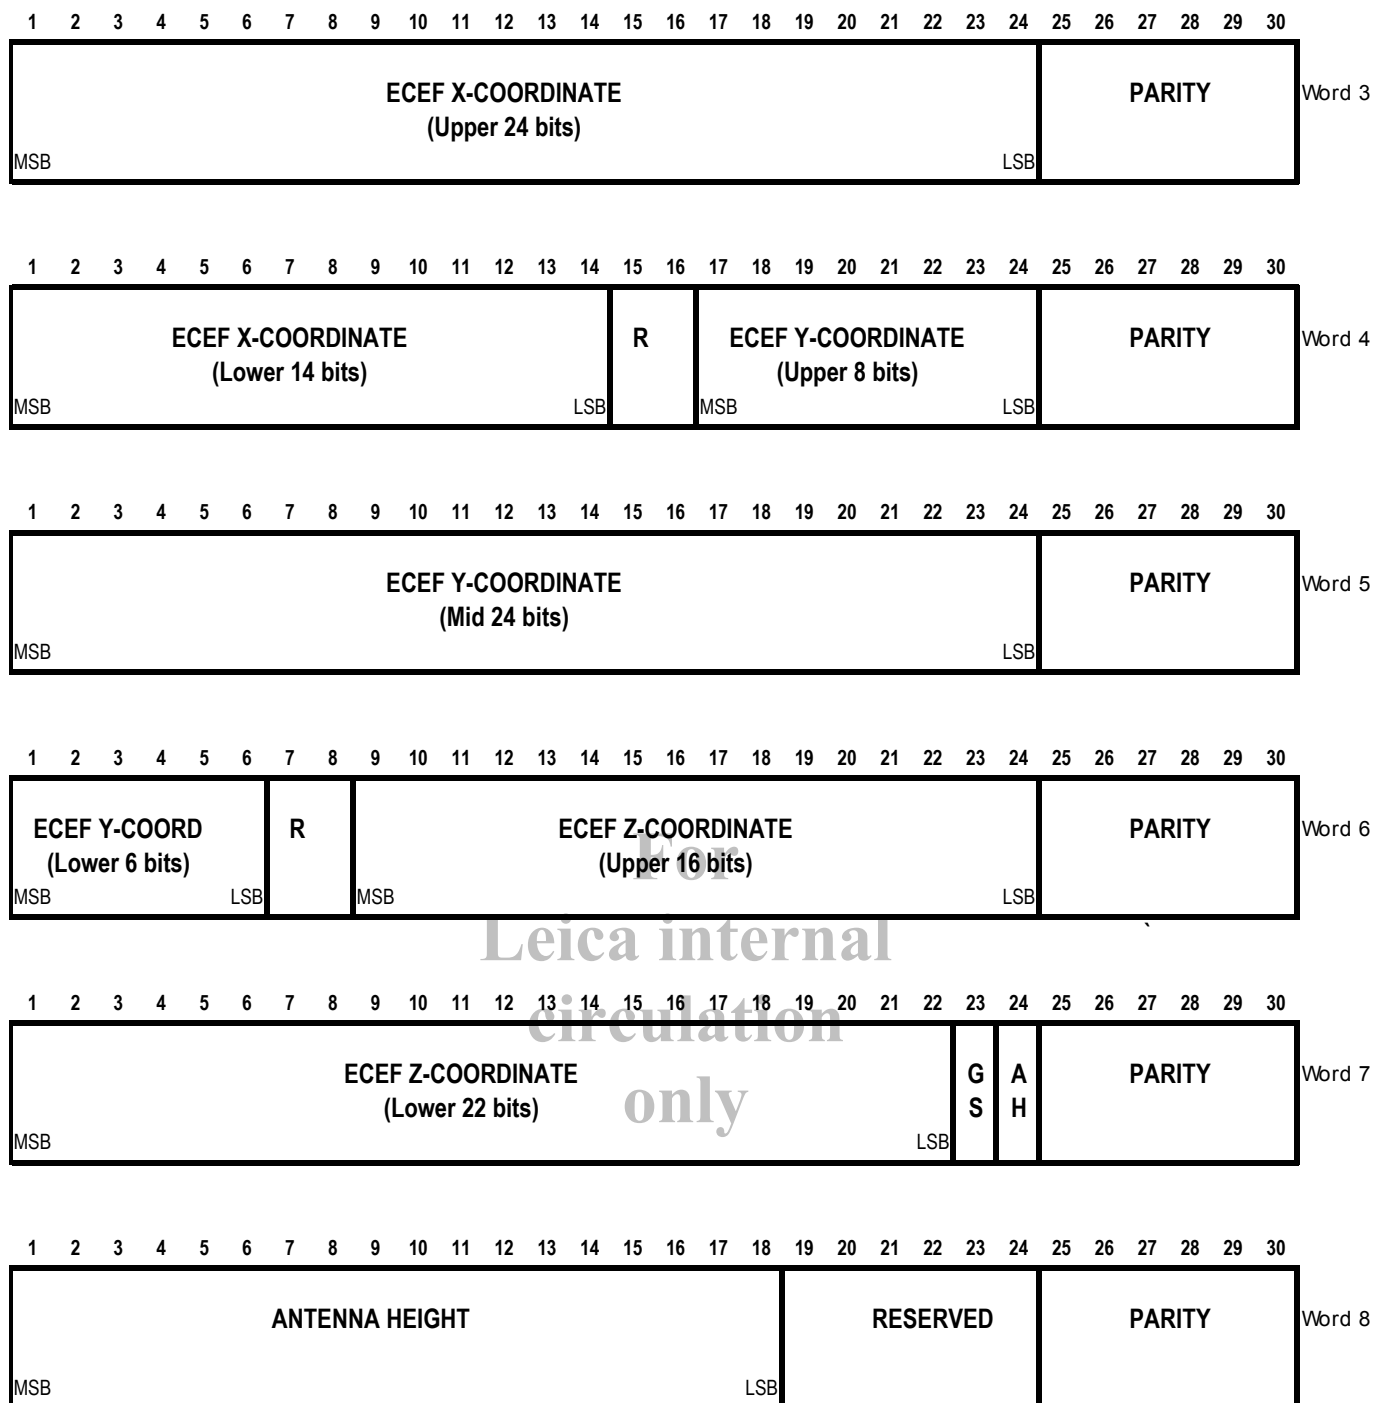 1 2 3 4 5 6 7 8 9 10 11 12 13 14 15 16 17 18 19 20 21 22 23 24 25 26 27 28 29 30
ECEF X-COORDINATE PARITY Word 3
(Upper 24 bits)
MSB LSB
1 2 3 4 5 6 7 8 9 10 11 12 13 14 15 16 17 18 19 20 21 22 23 24 25 26 27 28 29 30
ECEF X-COORDINATE R ECEF Y-COORDINATE PARITY Word 4
(Lower 14 bits) (Upper 8 bits)
MSB LSB MSB LSB
1 2 3 4 5 6 7 8 9 10 11 12 13 14 15 16 17 18 19 20 21 22 23 24 25 26 27 28 29 30
ECEF Y-COORDINATE PARITY Word 5
(Mid 24 bits)
MSB LSB
1 2 3 4 5 6 7 8 9 10 11 12 13 14 15 16 17 18 19 20 21 22 23 24 25 26 27 28 29 30
ECEF Y-COORD R ECEF Z-COORDINATE PARITY Word 6
(Lower 6 bits) (Upper 16 bits)
For
MSB LSB MSB LSB
`
Leica internal
1 2 3 4 5 6 7 8 9 10 11 12 13 14 15 16 17 18 19 20 21 22 23 24 25 26 27 28 29 30
circulation
ECEF Z-COORDINATE G A PARITY Word 7
(Lower 22 bits) S H
only
MSB LSB
1 2 3 4 5 6 7 8 9 10 11 12 13 14 15 16 17 18 19 20 21 22 23 24 25 26 27 28 29 30
ANTENNA HEIGHT RESERVED PARITY Word 8
MSB LSB